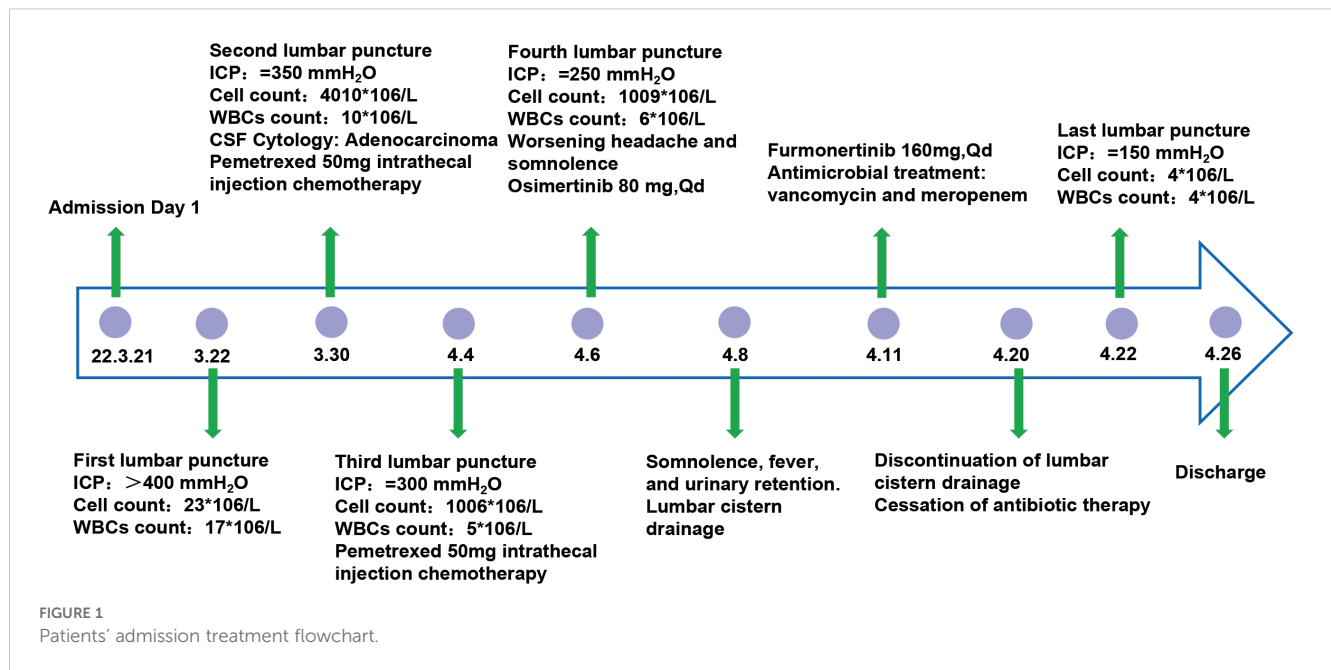 Second lumbar puncture
ICP：=350 mmH₂O
Cell count：4010*106/L
WBCs count：10*106/L
CSF Cytology: Adenocarcinoma
Pemetrexed 50mg intrathecal
injection chemotherapy
Fourth lumbar puncture
ICP：=250 mmH₂O
Cell count：1009*106/L
WBCs count：6*106/L
Worsening headache and
somnolence
Osimertinib 80 mg,Qd
Furmonertinib 160mg,Qd
Antimicrobial treatment:
vancomycin and meropenem
Last lumbar puncture
ICP：=150 mmH₂O
Cell count：4*106/L
WBCs count：4*106/L
Admission Day 1
22.3.21
3.22
3.30
4.4
4.6
4.8
4.11
4.20
4.22
4.26
First lumbar puncture
ICP：＞400 mmH₂O
Cell count：23*106/L
WBCs count：17*106/L
Third lumbar puncture
ICP：=300 mmH₂O
Cell count：1006*106/L
WBCs count：5*106/L
Pemetrexed 50mg intrathecal
injection chemotherapy
Somnolence, fever,
and urinary retention.
Lumbar cistern
drainage
Discontinuation of lumbar
cistern drainage
Cessation of antibiotic therapy
Discharge
FIGURE 1
Patients’ admission treatment flowchart.